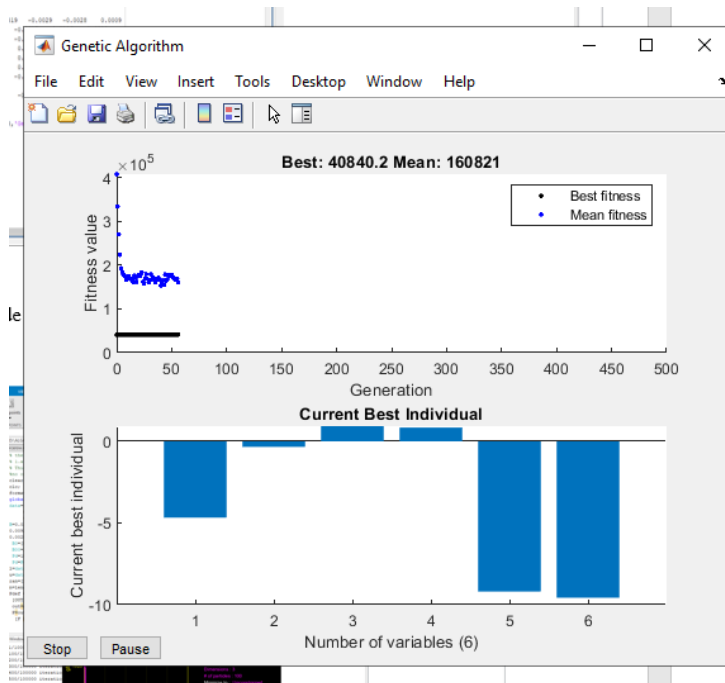 Genetic Algorithm
File Edit View Insert Tools Desktop Window Help
×10^5
Best: 40840.2 Mean: 160821
4
3
2
1
0
Fitness value
Best fitness
Mean fitness
0 50 100 150 200 250 300 350 400 450 500
Generation
Current Best Individual
0
-5
-10
Current best individual
1 2 3 4 5 6
Number of variables (6)
Stop Pause